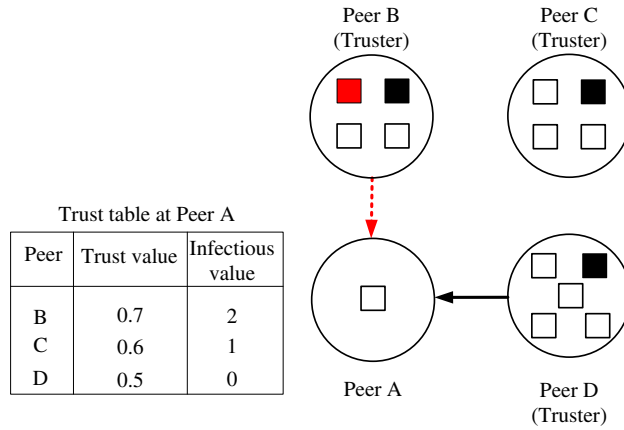 Peer B
(Truster)
Peer C
(Truster)
Trust table at Peer A
Peer Trust value Infectious value
B 0.7 2
C 0.6 1
D 0.5 0
Peer A
Peer D
(Truster)